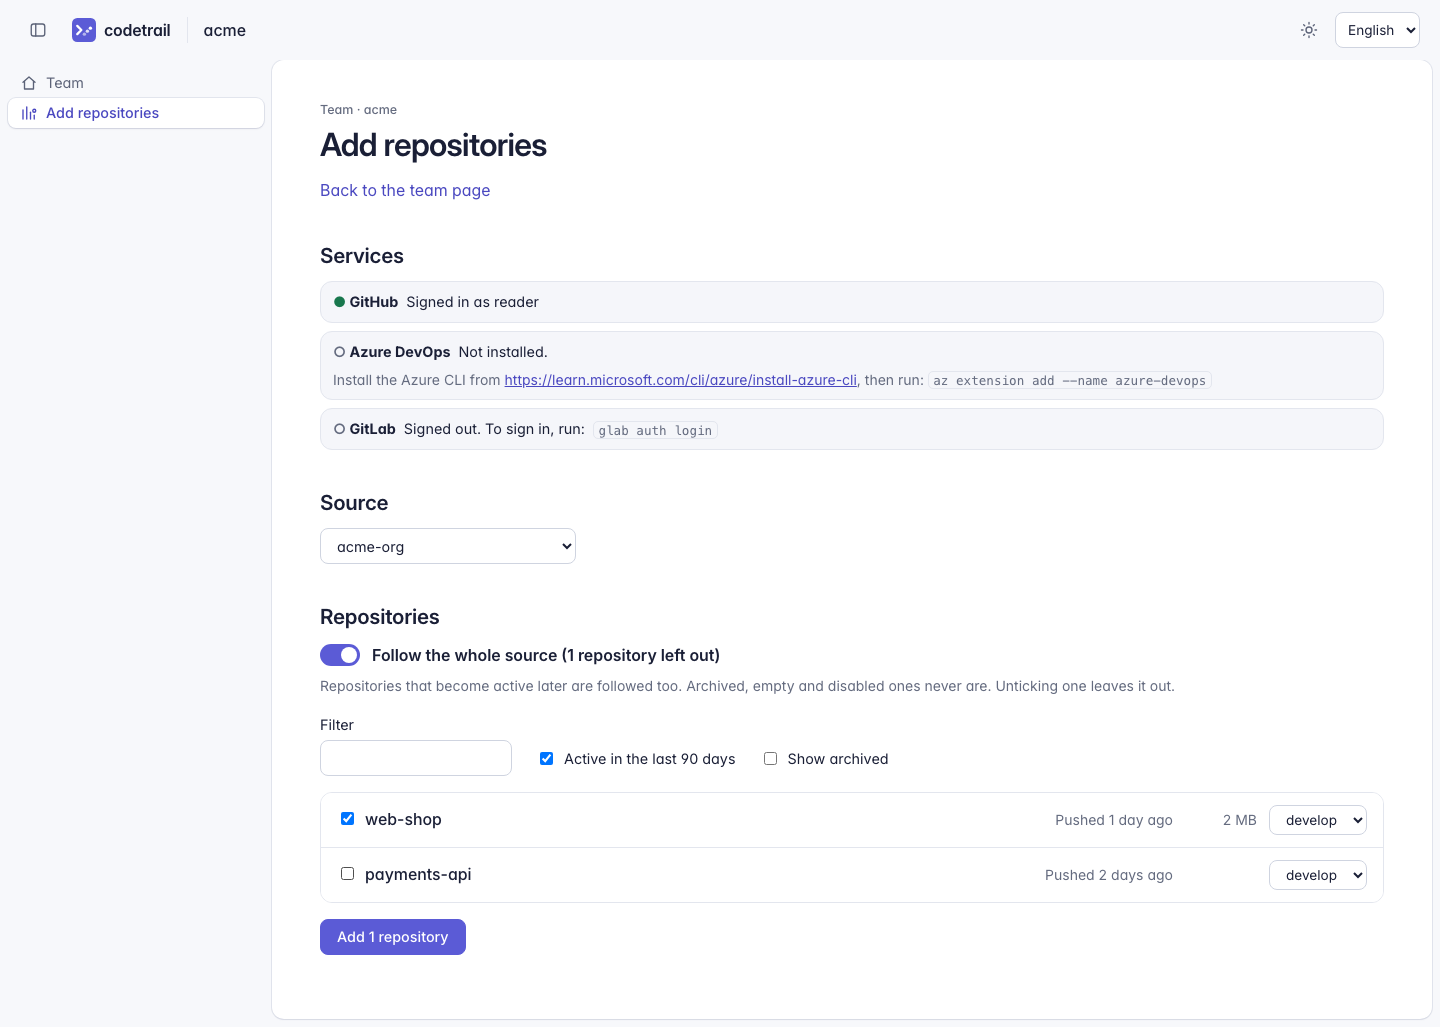 codetrail
acme
English
Team
Add repositories
Team · acme
Add repositories
Back to the team page
Services
GitHub Signed in as reader
Azure DevOps Not installed.
Install the Azure CLI from https://learn.microsoft.com/cli/azure/install-azure-cli, then run: az extension add --name azure-devops
GitLab Signed out. To sign in, run: glab auth login
Source
acme-org
Repositories
Follow the whole source (1 repository left out)
Repositories that become active later are followed too. Archived, empty and disabled ones never are. Unticking one leaves it out.
Filter
Active in the last 90 days
Show archived
web-shop Pushed 1 day ago 2 MB develop
payments-api Pushed 2 days ago develop
Add 1 repository